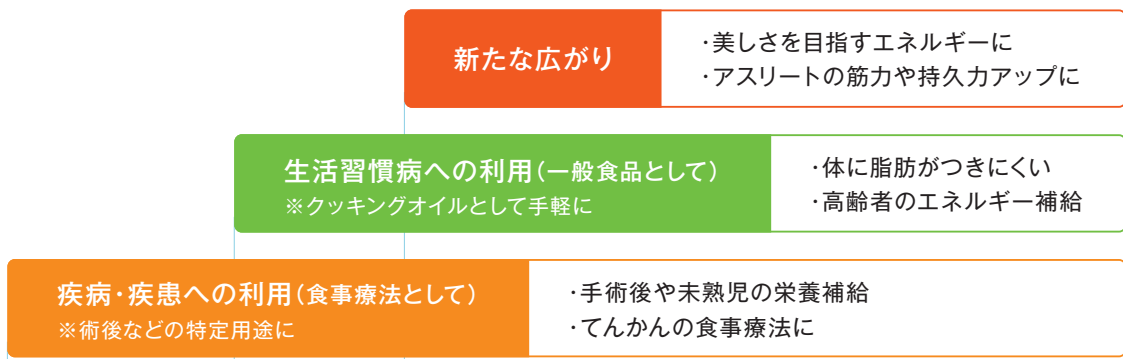 新たな広がり
・美しさを目指すエネルギーに
・アスリートの筋力や持久力アップに
生活習慣病への利用（一般食品として）
※クッキングオイルとして手軽に
・体に脂肪がつきにくい
・高齢者のエネルギー補給
疾病・疾患への利用（食事療法として）
※術後などの特定用途に
・手術後や未熟児の栄養補給
・てんかんの食事療法に